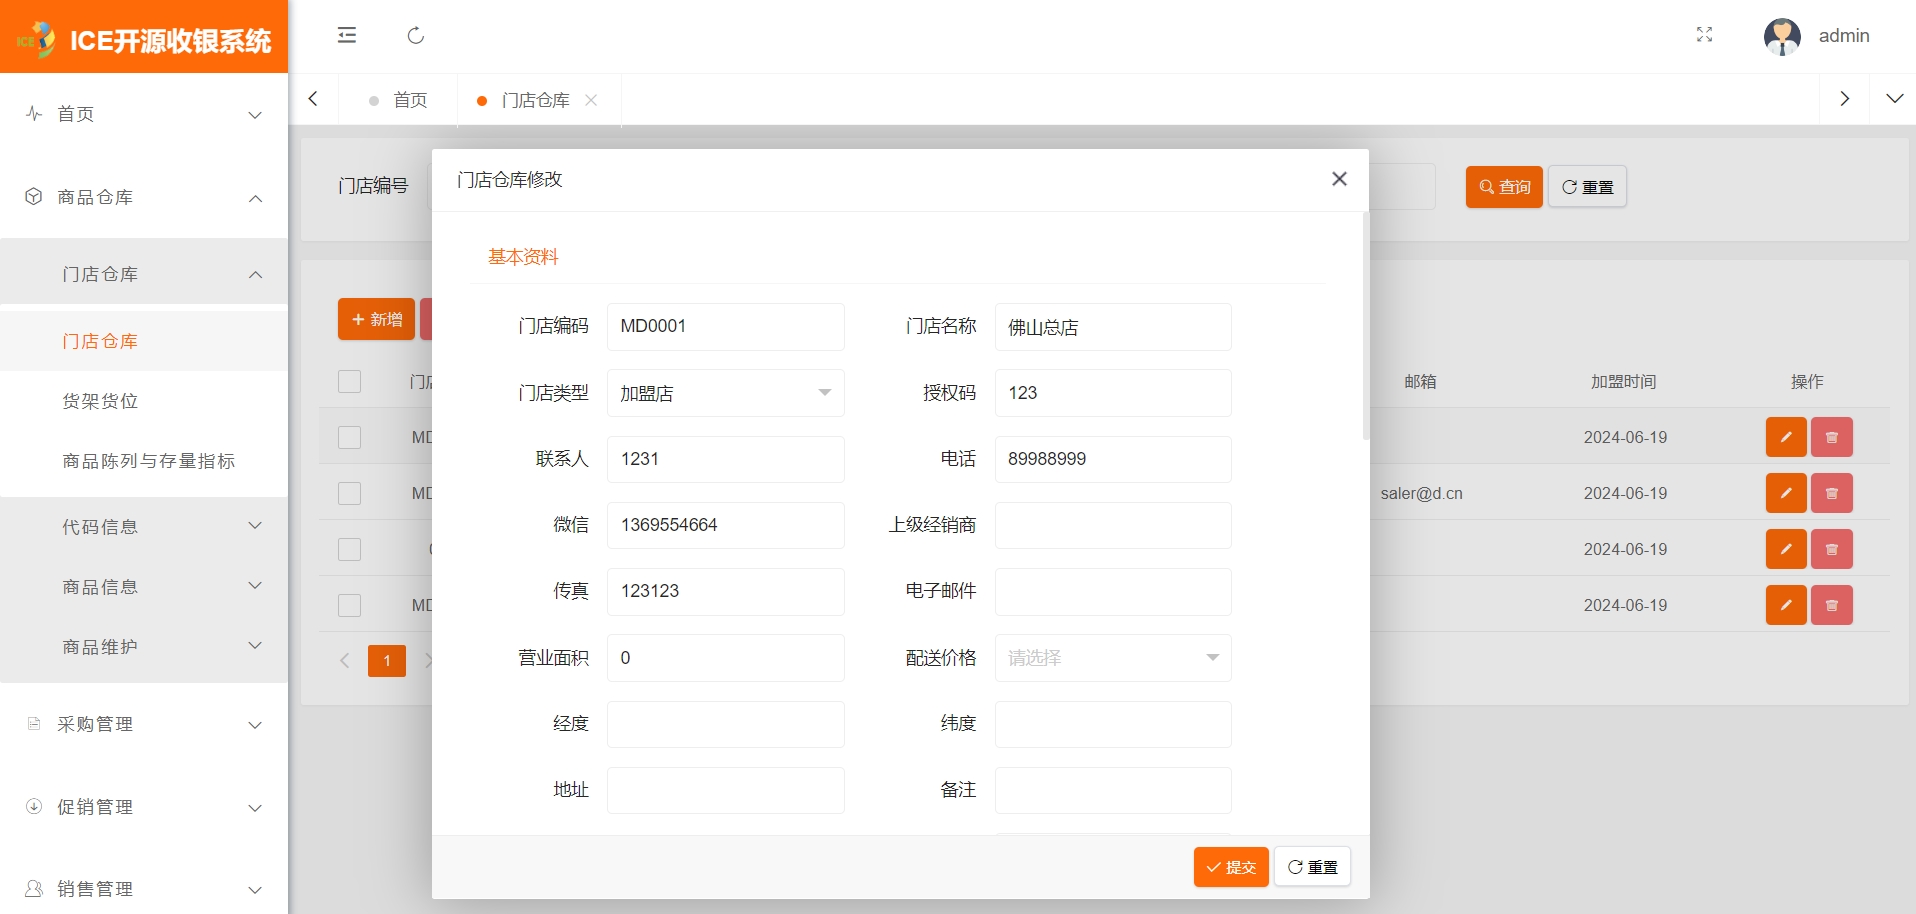 ICE
ICE开源收银系统
admin
首页
门店仓库
首页
商品仓库
门店仓库
门店仓库
货架货位
商品陈列与存量指标
代码信息
商品信息
商品维护
采购管理
促销管理
销售管理
门店编号
查询
重置
新增
邮箱
加盟时间
操作
MD
2024-06-19
MD
saler@d.cn
2024-06-19
2024-06-19
MD
2024-06-19
1
门店仓库修改
基本资料
门店编码
MD0001
门店名称
佛山总店
门店类型
加盟店
授权码
123
联系人
1231
电话
89988999
微信
1369554664
上级经销商
传真
123123
电子邮件
营业面积
0
配送价格
请选择
经度
纬度
地址
备注
提交
重置